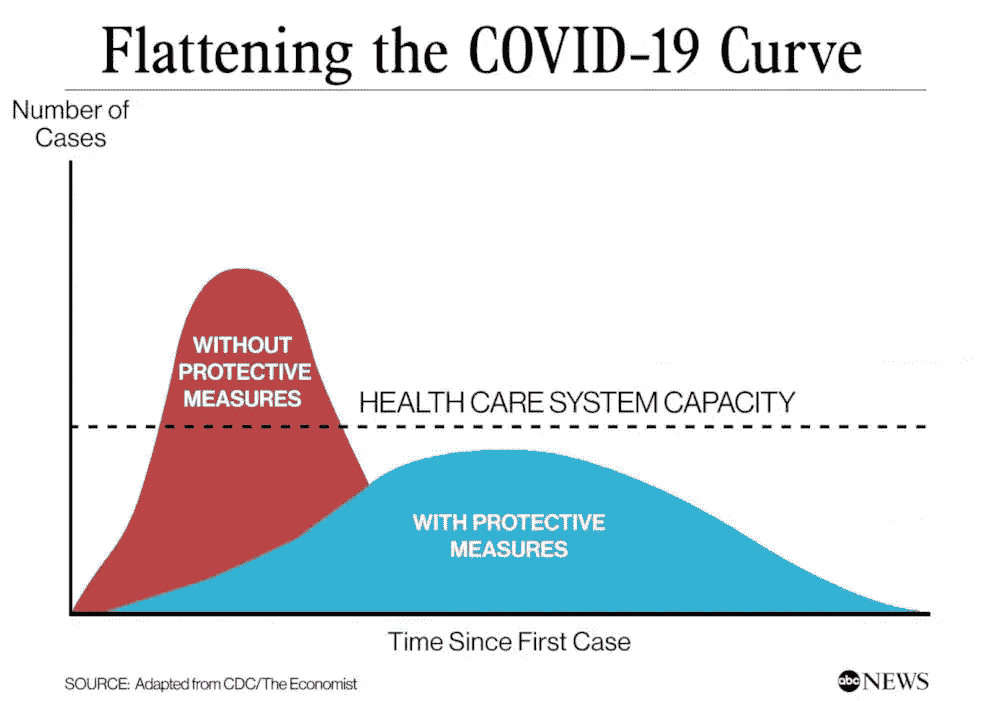 Flattening the COVID-19 Curve
Number of
Cases
WITHOUT
PROTECTIVE
MEASURES
HEALTH CARE SYSTEM CAPACITY
WITH PROTECTIVE
MEASURES
Time Since First Case
SOURCE: Adapted from CDC/The Economist
abc NEWS